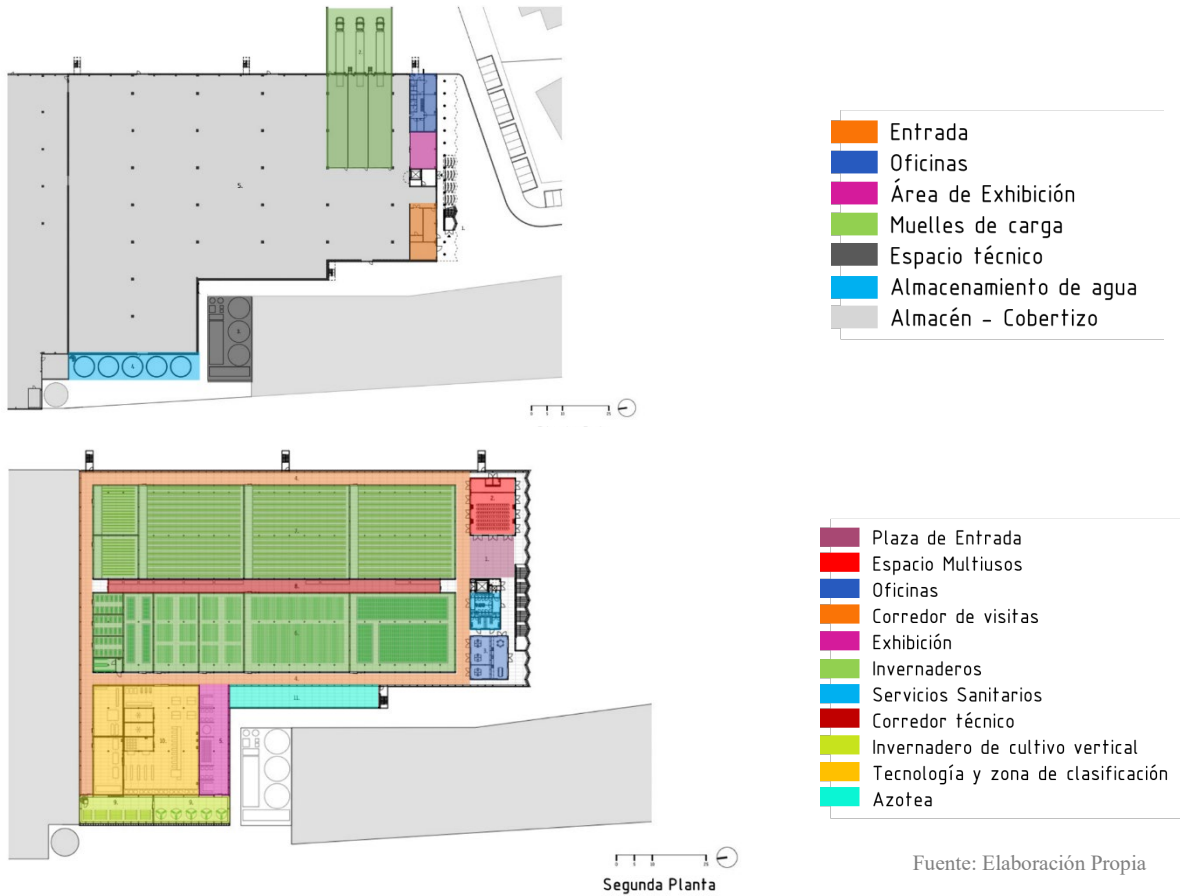 Entrada
Oficinas
Área de Exhibición
Muelles de carga
Espacio técnico
Almacenamiento de agua
Almacén - Cobertizo
Plaza de Entrada
Espacio Multiusos
Oficinas
Corredor de visitas
Exhibición
Invernaderos
Servicios Sanitarios
Corredor técnico
Invernadero de cultivo vertical
Tecnología y zona de clasificación
Azotea
Segunda Planta
Fuente: Elaboración Propia